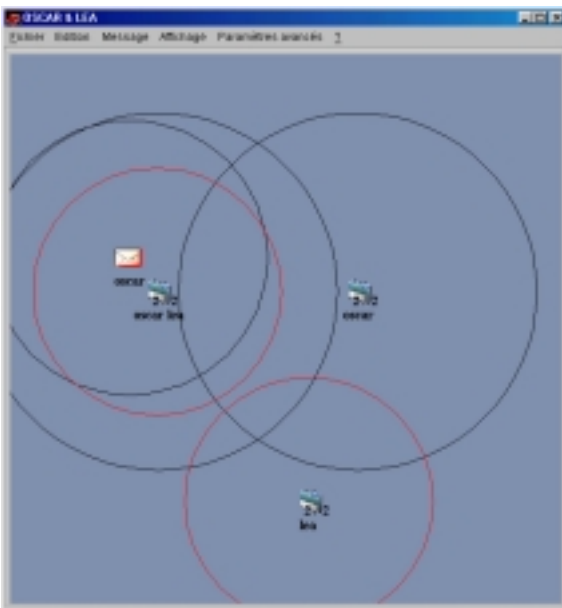 OSCAR & LEA
Fichier Edition Message Affichage Paramètres avancés ?
oscar
oscar lea
oscar
lea